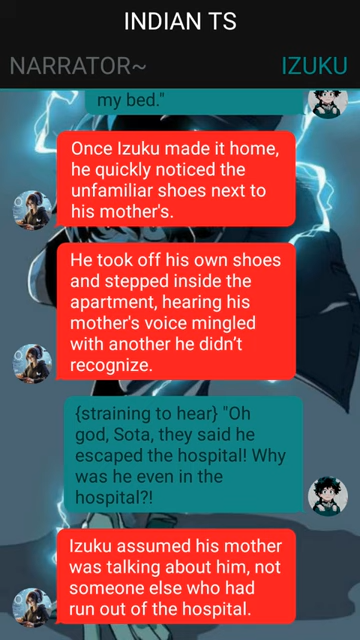 INDIAN TS
NARRATOR~ IZUKU
my bed."
Once Izuku made it home,
he quickly noticed the
unfamiliar shoes next to
his mother's.
He took off his own shoes
and stepped inside the
apartment, hearing his
mother's voice mingled
with another he didn't
recognize.
{straining to hear} "Oh
god, Sota, they said he
escaped the hospital! Why
was he even in the
hospital?!
Izuku assumed his mother
was talking about him, not
someone else who had
run out of the hospital.